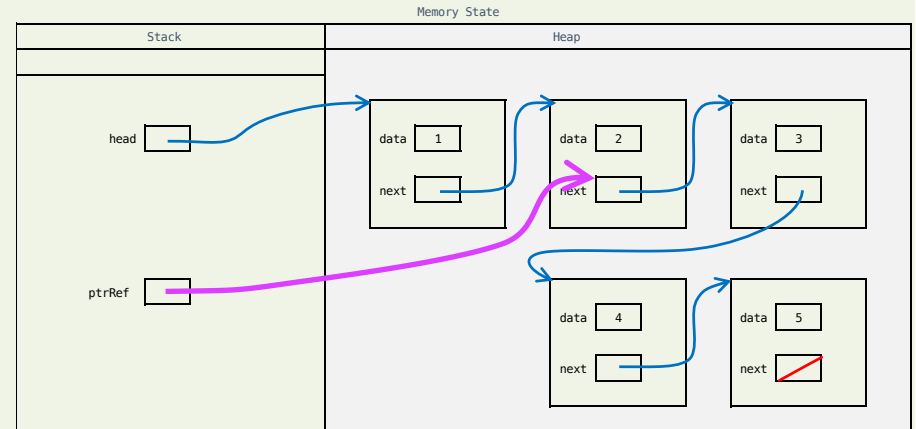 Memory State
Stack Heap
head data 1 data 2 data 3
next next next
ptrRef
data 4 data 5
next next